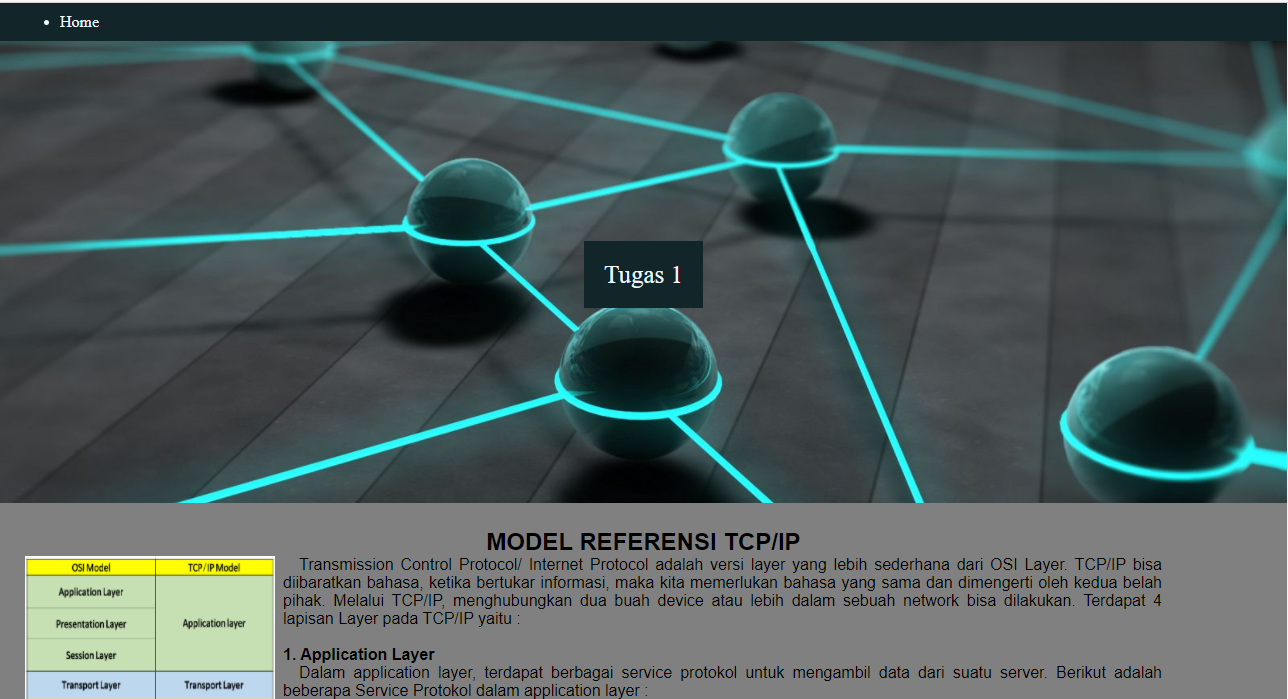 Home
Tugas 1
MODEL REFERENSI TCP/IP
OSI Model TCP/IP Model
Application Layer
Presentation Layer Application layer
Session Layer
Transport Layer Transport Layer
Transmission Control Protocol/ Internet Protocol adalah versi layer yang lebih sederhana dari OSI Layer. TCP/IP bisa
diibaratkan bahasa, ketika bertukar informasi, maka kita memerlukan bahasa yang sama dan dimengerti oleh kedua belah
pihak. Melalui TCP/IP, menghubungkan dua buah device atau lebih dalam sebuah network bisa dilakukan. Terdapat 4
lapisan Layer pada TCP/IP yaitu :
1. Application Layer
Dalam application layer, terdapat berbagai service protokol untuk mengambil data dari suatu server. Berikut adalah
beberapa Service Protokol dalam application layer :